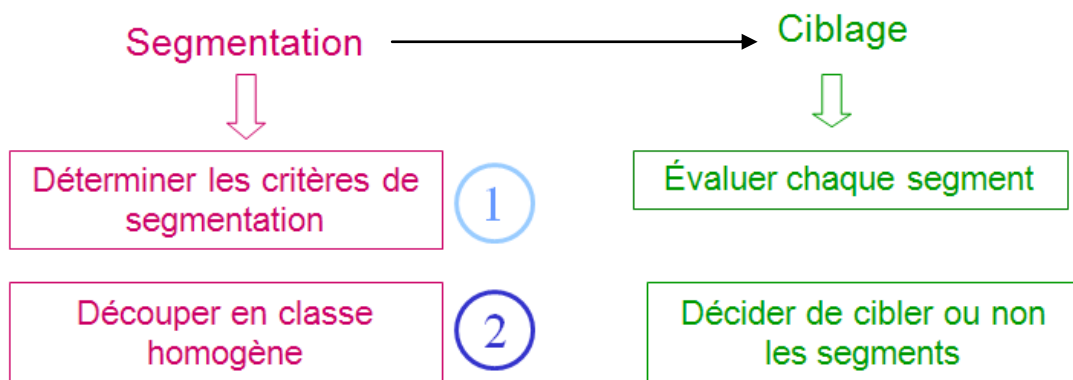 Segmentation
Ciblage
Déterminer les critères de
segmentation
1
Évaluer chaque segment
Découper en classe
homogène
2
Décider de cibler ou non
les segments